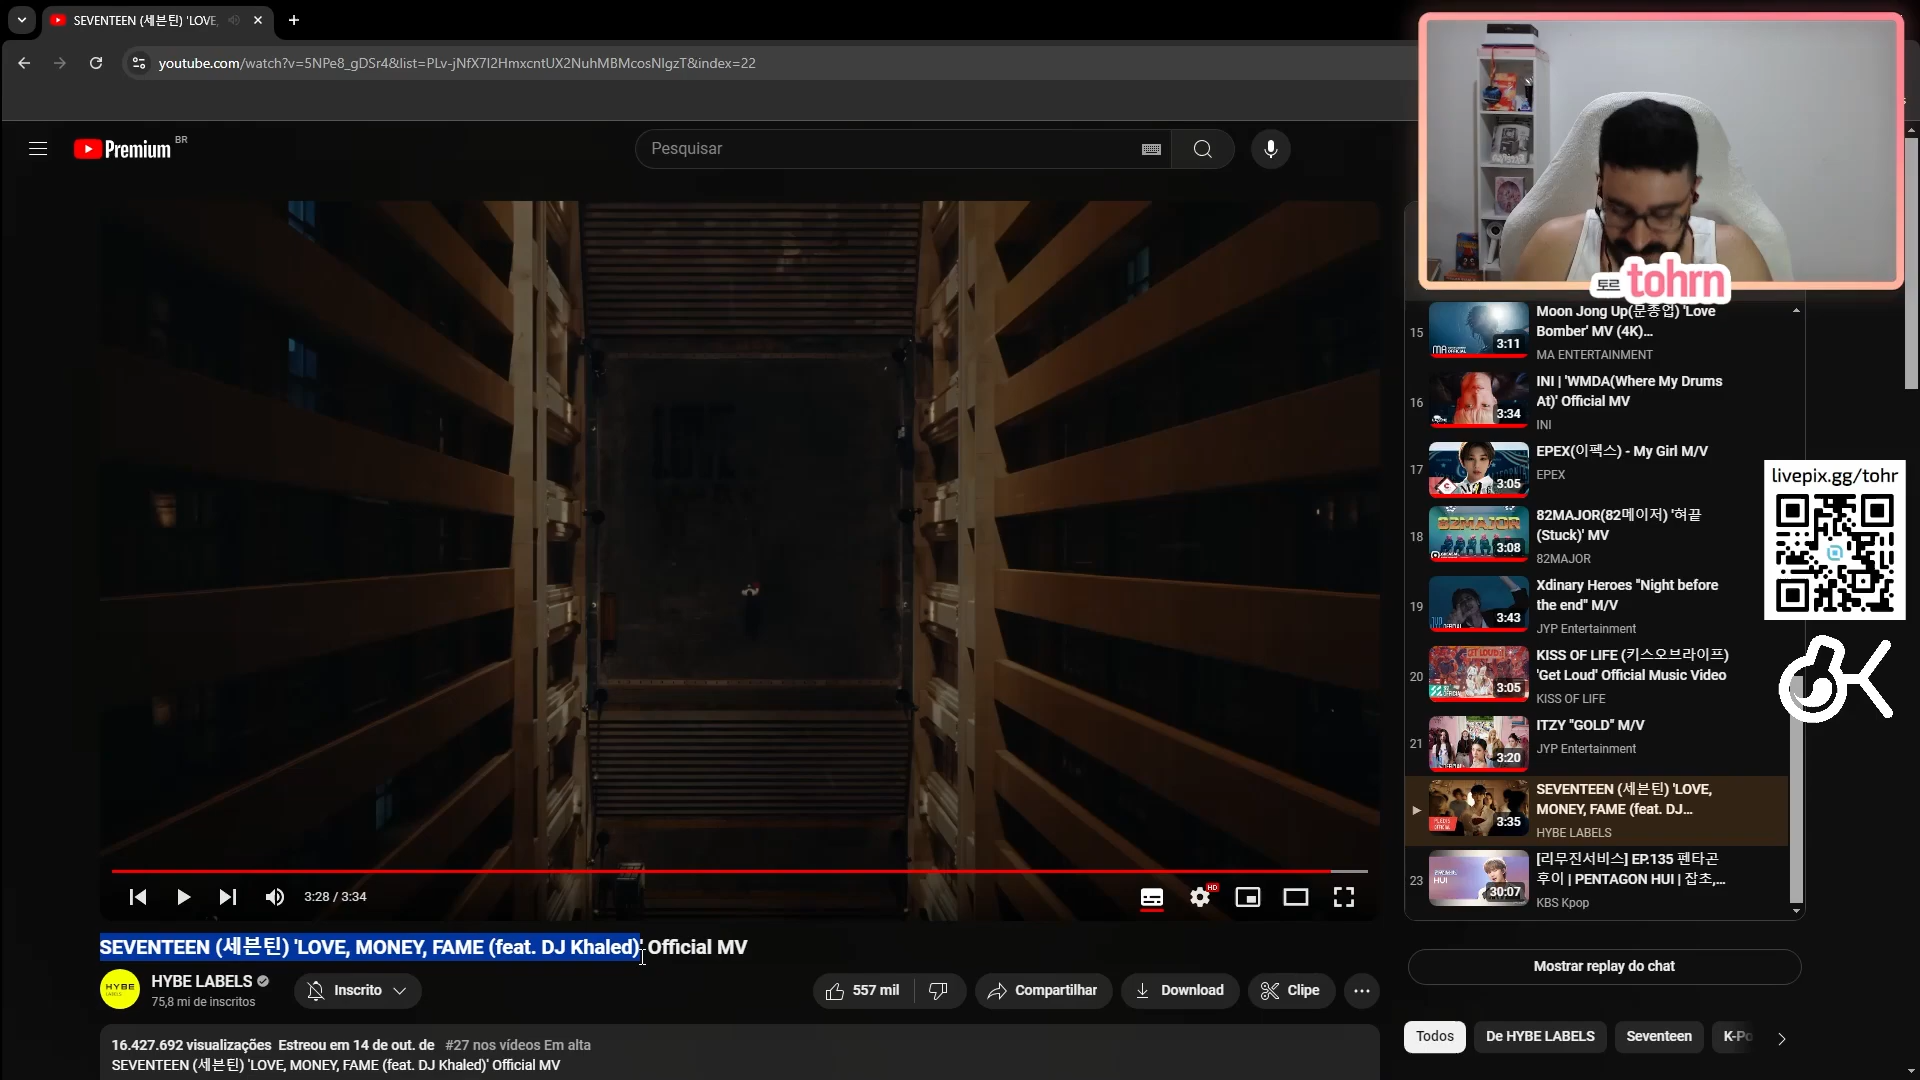 SEVENTEEN (세븐틴) 'LOVE,
youtube.com/watch?v=5NPe8_gDSr4&list=PLv-jNfX7l2HmxcntUX2NuhMBMcosNlgzT&index=22
Premium BR
Pesquisar
토르 tohrn
15
Moon Jong Up(문종업) 'Love
Bomber' MV (4K)...
3:11
MA ENTERTAINMENT
16
INI | 'WMDA(Where My Drums
At)' Official MV
3:34
INI
17
EPEX(이펙스) - My Girl M/V
3:05
EPEX
18
82MAJOR(82메이저) '혀끝
(Stuck)' MV
82MAJOR
3:08
82MAJOR
19
Xdinary Heroes "Night before
the end" M/V
3:43
JYP Entertainment
20
KISS OF LIFE (키스오브라이프)
'Get Loud' Official Music Video
GET LOUD
3:05
KISS OF LIFE
21
ITZY "GOLD" M/V
3:20
JYP Entertainment
SEVENTEEN (세븐틴) 'LOVE,
MONEY, FAME (feat. DJ...
3:35
HYBE LABELS
23
[리무진서비스] EP.135 펜타곤
후이 | PENTAGON HUI | 잡초,...
HUI
30:07
KBS Kpop
livepix.gg/tohr
3:28 / 3:34
HD
SEVENTEEN (세븐틴) 'LOVE, MONEY, FAME (feat. DJ Khaled)' Official MV
HYBE LABELS
HYBE LABELS
75,8 mi de inscritos
Inscrito
557 mil
Compartilhar
Download
Clipe
Mostrar replay do chat
Todos
De HYBE LABELS
Seventeen
K-Po
16.427.692 visualizações Estreou em 14 de out. de #27 nos vídeos Em alta
SEVENTEEN (세븐틴) 'LOVE, MONEY, FAME (feat. DJ Khaled)' Official MV